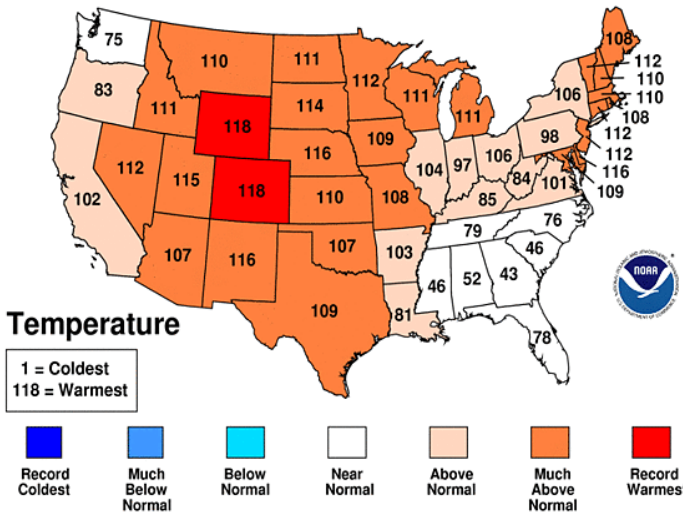 75
83
102
110
111
118
112
115
118
107
116
111
114
116
110
107
109
112
109
108
103
81
111
111
104
97
106
84
85
79
46
52
43
78
46
76
101
98
106
108
112
110
110
108
112
112
116
109
NOAA
Temperature
1 = Coldest
118 = Warmest
Record
Coldest
Much
Below
Normal
Below
Normal
Near
Normal
Above
Normal
Much
Above
Normal
Record
Warmest